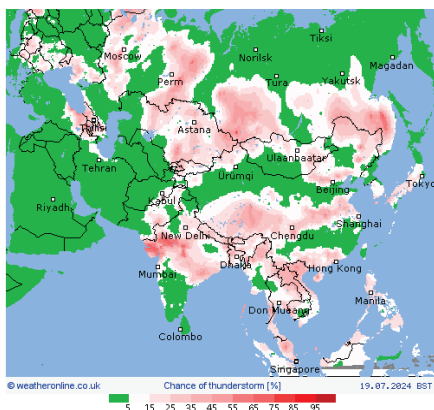 Tiksi
Moscow
Norilsk
Magadan
Perm
Tura
Yakutsk
Astana
Tbilisi
Ulaanbaatar
Tehran
Urumqi
Beijing
Tokyo
Kabul
Riyadh
Shanghai
New Delhi
Chengdu
Dhaka
Hong Kong
Mumbai
Manila
Don Mueang
Colombo
Singapore
© weatheronline.co.uk Chance of thunderstorm [%] 19.07.2024 BST
5 15 25 35 45 55 65 75 85 95